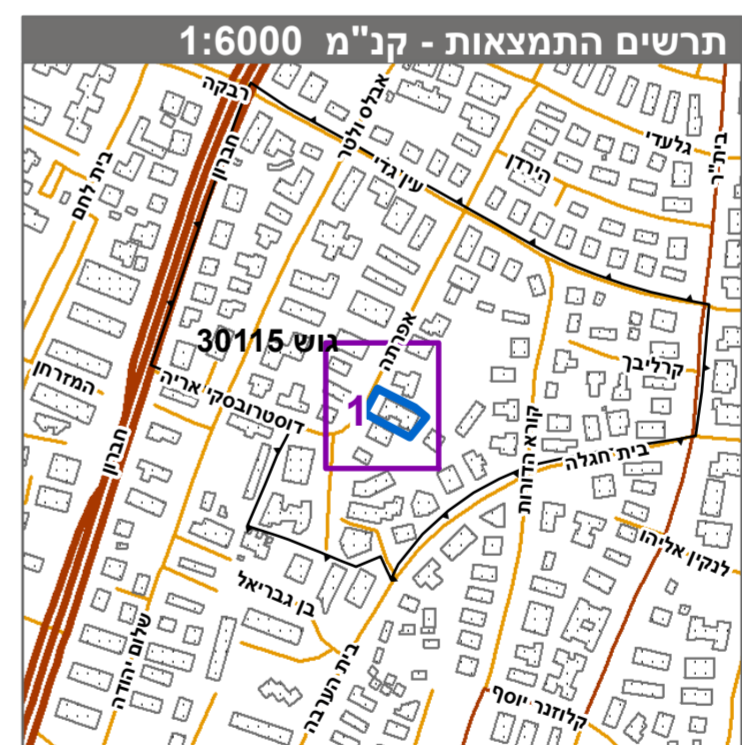 תרשים התמצאות - קנ"מ 1:6000
רבקה
אבלס ולטר
גלעדי
בית"ר
חברון
הירדן
עין גדי
בית לחם
אפרתה
גוש 30115
קרליבך
המזרחן
דוסטרובסקי אריה
1
קורא הדורות
חברון
בית חגלה
לנקין אליהו
בן גבריאל
שלום יהודה
בית הערבה
קלוזנר יוסף